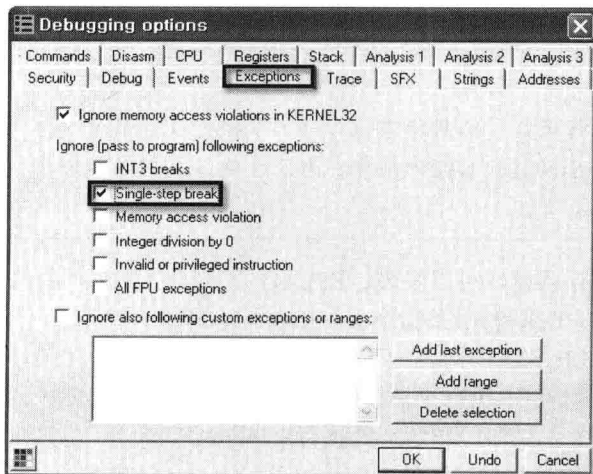 Debugging options
Commands Disasm CPU Registers Stack Analysis 1 Analysis 2 Analysis 3
Security Debug Events Exceptions Trace SFX Strings Addresses
Ignore memory access violations in KERNEL32
Ignore (pass to program) following exceptions:
INT3 breaks
Single-step break
Memory access violation
Integer division by 0
Invalid or privileged instruction
All FPU exceptions
Ignore also following custom exceptions or ranges:
Add last exception
Add range
Delete selection
OK Undo Cancel